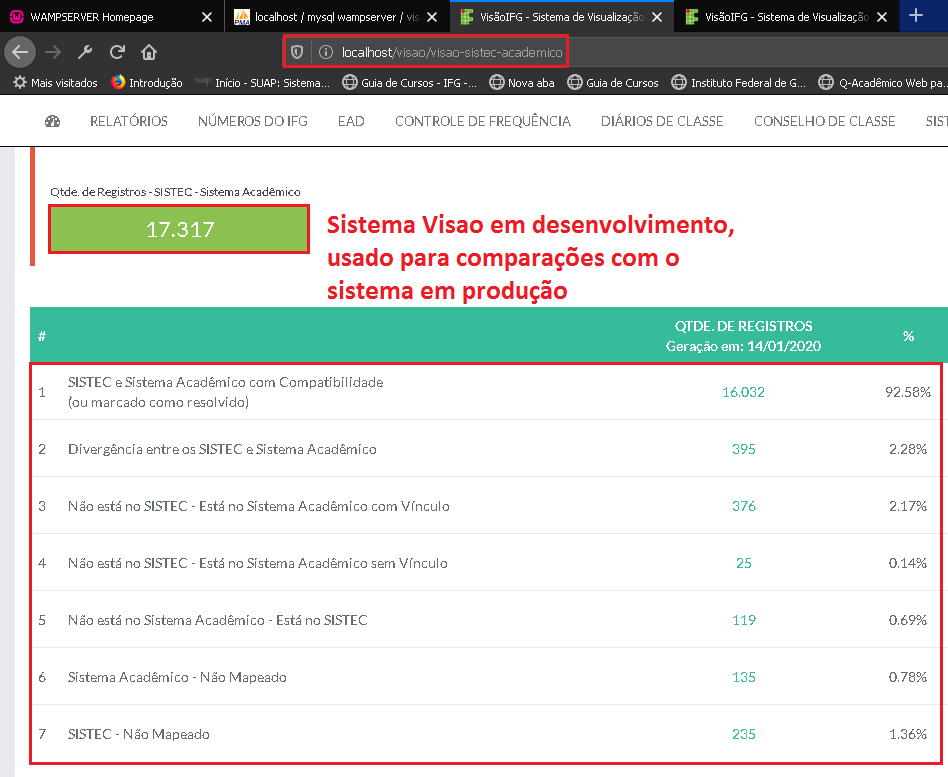 WAMPSERVER Homepage
localhost / mysql wampserver / vis
VisãoIFG - Sistema de Visualização
VisãoIFG - Sistema de Visualização
localhost/visao/visao-sistec-academico
Mais visitados
Introdução
suap
Início - SUAP: Sistema...
Guia de Cursos - IFG -...
Nova aba
Guia de Cursos
Instituto Federal de G...
Q-Acadêmico Web pa...
RELATÓRIOS
NÚMEROS DO IFG
EAD
CONTROLE DE FREQUÊNCIA
DIÁRIOS DE CLASSE
CONSELHO DE CLASSE
SIST
Qtde. de Registros - SISTEC - Sistema Acadêmico
17.317
Sistema Visao em desenvolvimento,
usado para comparações com o
sistema em produção
# QTDE. DE REGISTROS %
Geração em: 14/01/2020
1 SISTEC e Sistema Acadêmico com Compatibilidade 16.032 92.58%
(ou marcado como resolvido)
2 Divergência entre os SISTEC e Sistema Acadêmico 395 2.28%
3 Não está no SISTEC - Está no Sistema Acadêmico com Vínculo 376 2.17%
4 Não está no SISTEC - Está no Sistema Acadêmico sem Vínculo 25 0.14%
5 Não está no Sistema Acadêmico - Está no SISTEC 119 0.69%
6 Sistema Acadêmico - Não Mapeado 135 0.78%
7 SISTEC - Não Mapeado 235 1.36%